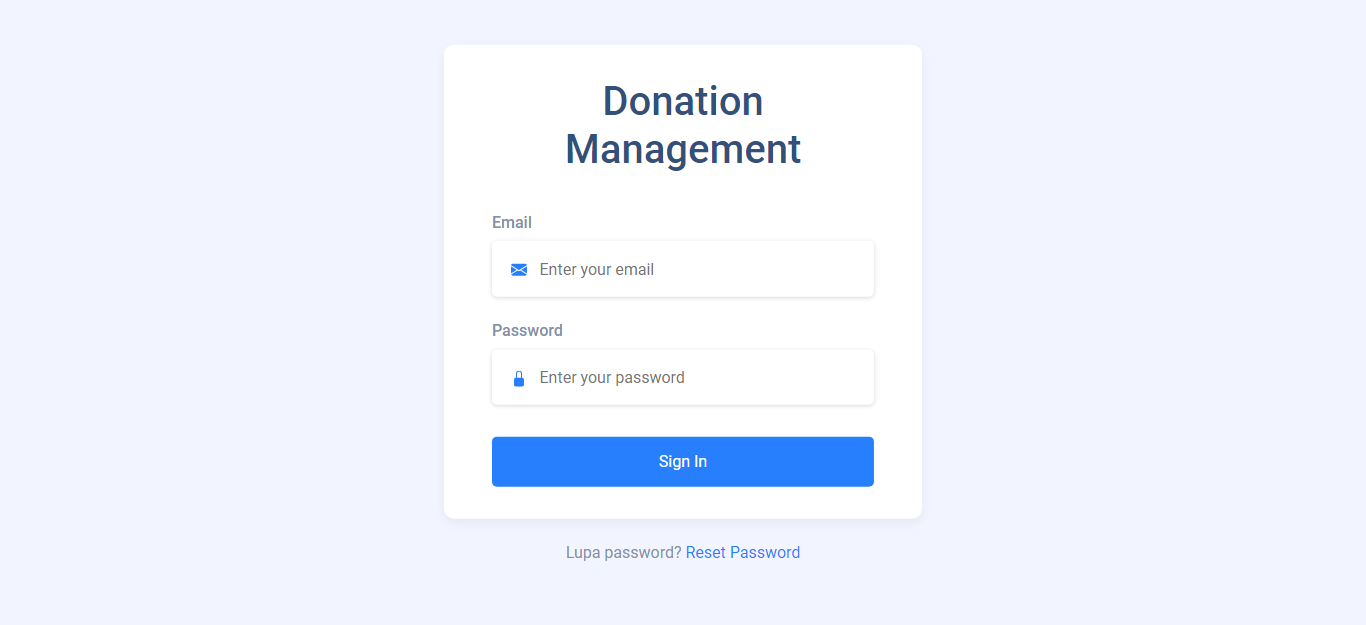 Donation
Management
Email
Enter your email
Password
Enter your password
Sign In
Lupa password? Reset Password